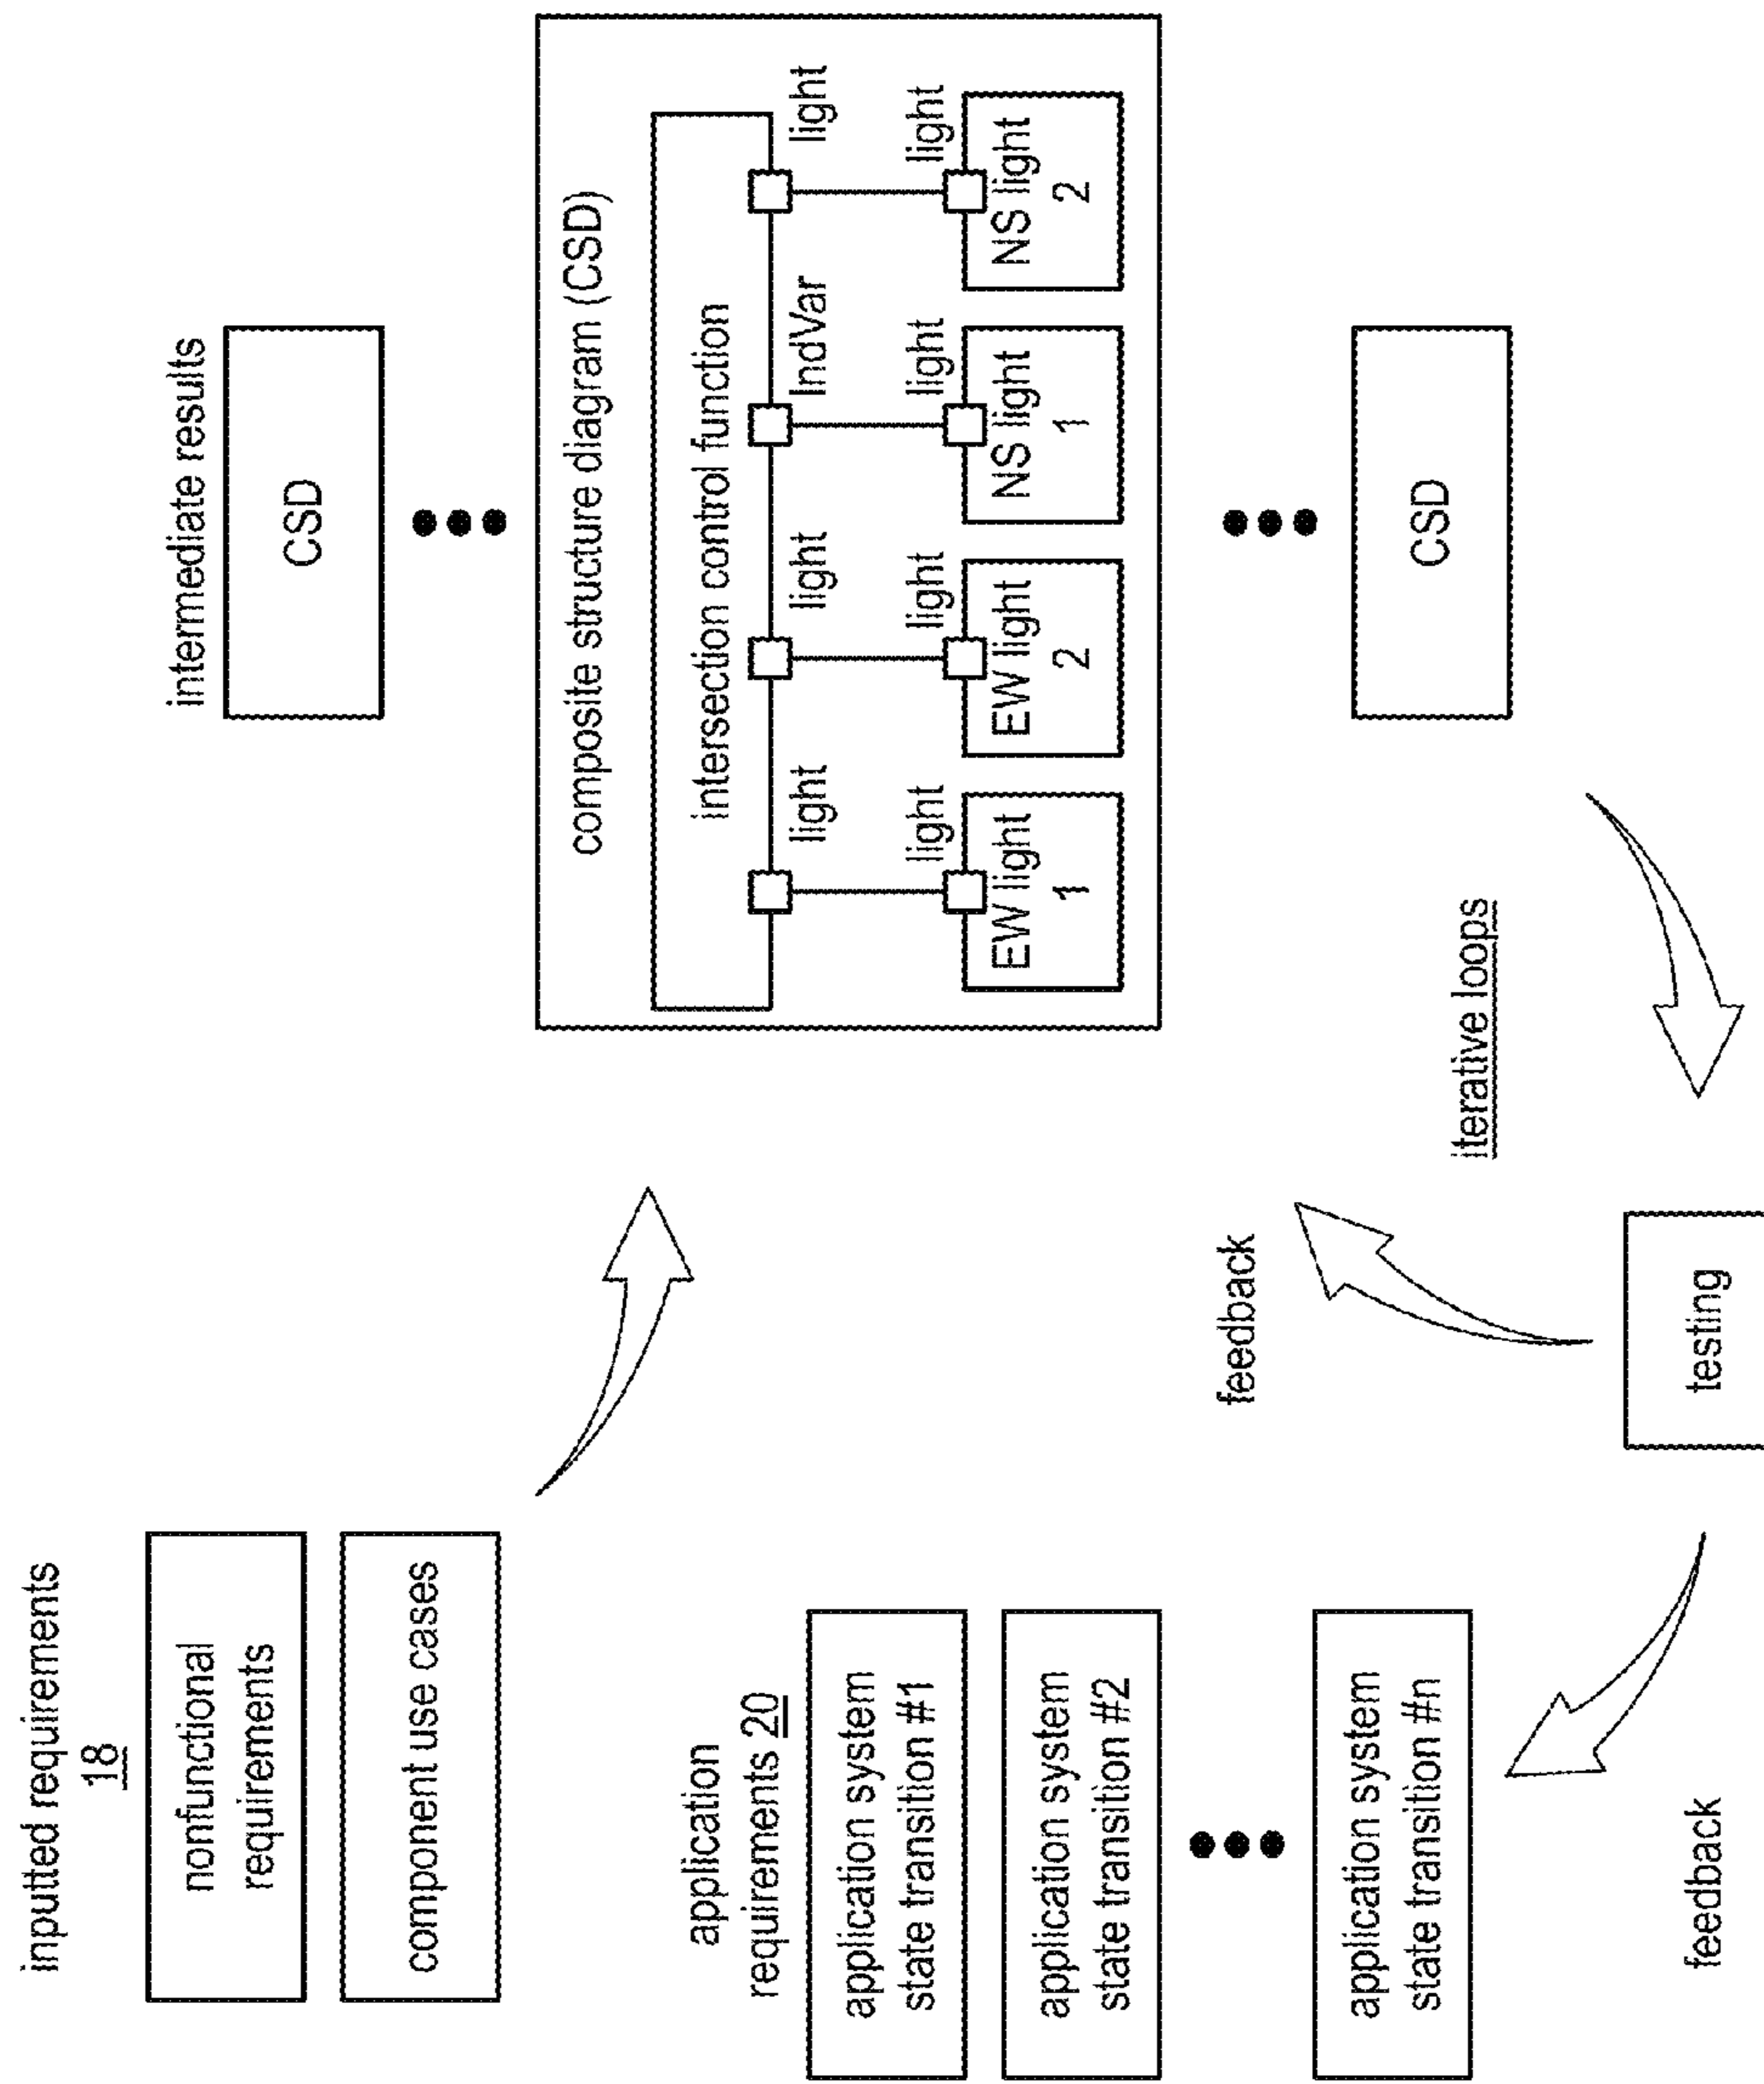 inputted requirements
18
nonfunctional
requirements
component use cases
application
requirements 20
application system
state transition #1
application system
state transition #2
application system
state transition #n
feedback
testing
feedback
iterative loops
intermediate results
CSD
composite structure diagram (CSD)
intersection control function
light
light
IndVar
light
light
light
light
light
EW light
1
EW light
2
NS light
1
NS light
2
CSD